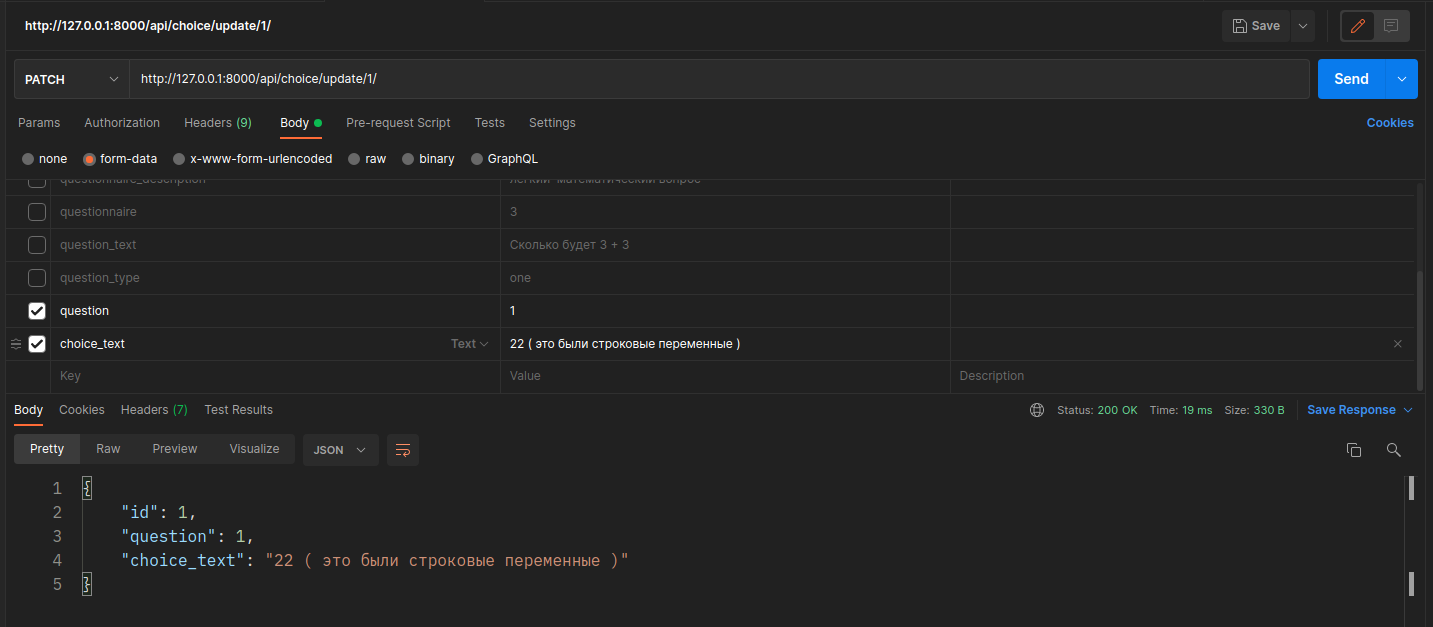 http://127.0.0.1:8000/api/choice/update/1/
Save
PATCH
http://127.0.0.1:8000/api/choice/update/1/
Send
Params Authorization Headers (9) Body Pre-request Script Tests Settings Cookies
none form-data x-www-form-urlencoded raw binary GraphQL
questionnaire_description легкий математический вопрос
questionnaire 3
question_text Сколько будет 3 + 3
question_type one
question 1
choice_text Text 22 ( это были строковые переменные )
Key Value Description
Body Cookies Headers (7) Test Results Status: 200 OK Time: 19 ms Size: 330 B Save Response
Pretty Raw Preview Visualize JSON
1 {
2 "id": 1,
3 "question": 1,
4 "choice_text": "22 ( это были строковые переменные )"
5 }